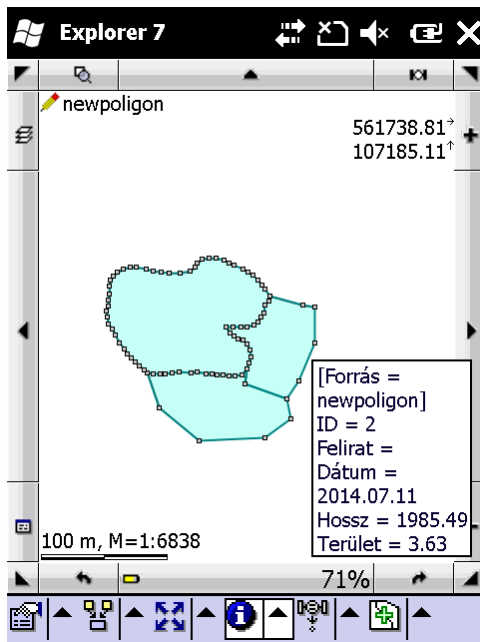 Explorer 7
newpoligon
561738.81
107185.11
[Forrás =
newpoligon]
ID = 2
Felirat =
Dátum =
2014.07.11
Hossz = 1985.49
Terület = 3.63
100 m, M=1:6838
71%